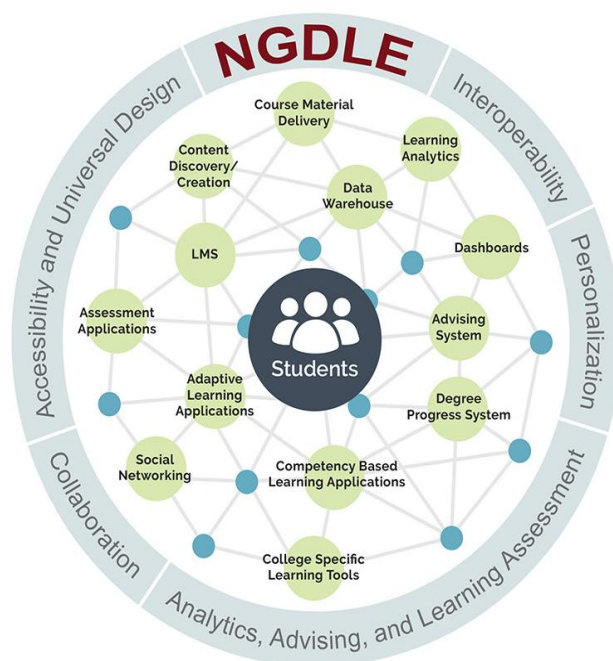 NGDLE
Accessibility and Universal Design
Interoperability
Personalization
Collaboration
Analytics, Advising, and Learning Assessment
Course Material
Delivery
Learning
Analytics
Content
Discovery/
Creation
Data
Warehouse
LMS
Dashboards
Assessment
Applications
Advising
System
Students
Adaptive
Learning
Applications
Degree
Progress System
Social
Networking
Competency Based
Learning Applications
College Specific
Learning Tools